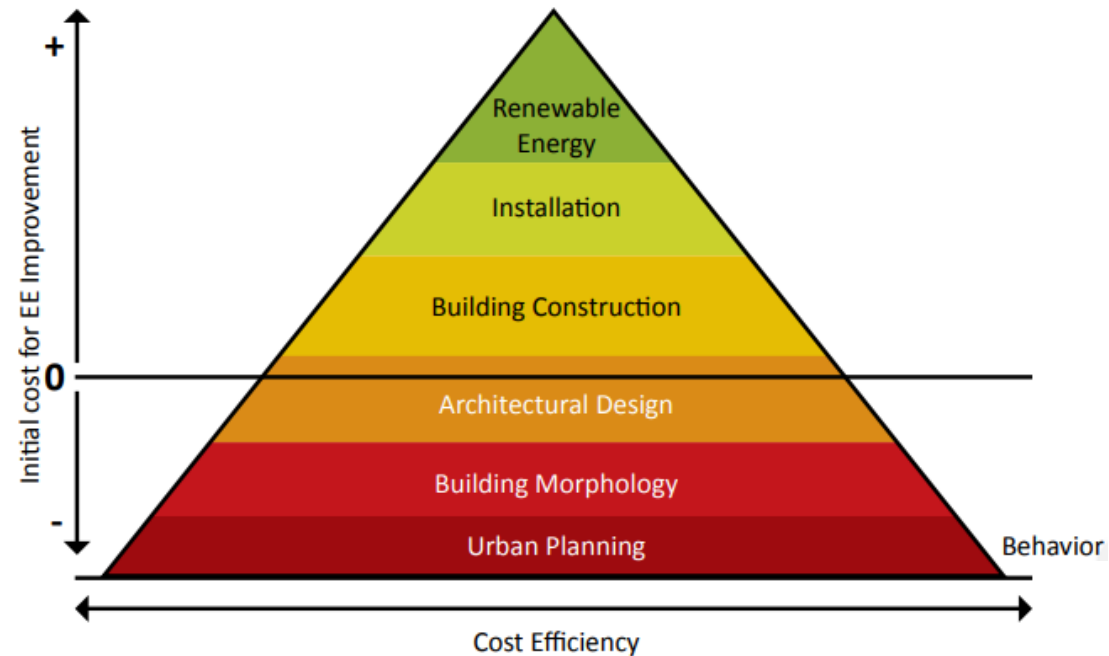 +
Renewable
Energy
Installation
Building Construction
Initial cost for EE Improvement
0
Architectural Design
Building Morphology
-
Urban Planning
Behavior
Cost Efficiency